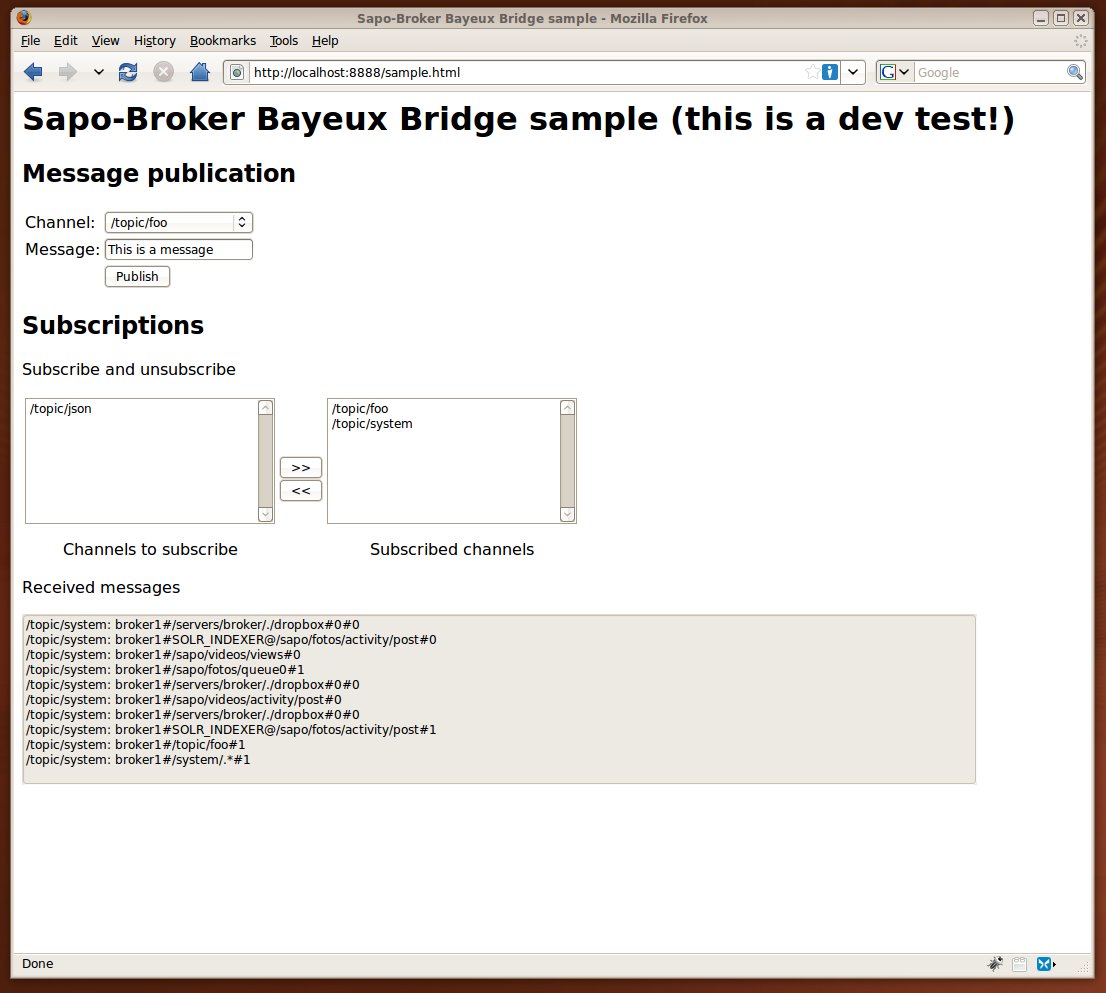 Sapo-Broker Bayeux Bridge sample - Mozilla Firefox
File Edit View History Bookmarks Tools Help
http://localhost:8888/sample.html G Google
Sapo-Broker Bayeux Bridge sample (this is a dev test!)
Message publication
Channel: /topic/foo
Message: This is a message
Publish
Subscriptions
Subscribe and unsubscribe
/topic/json /topic/foo
/topic/system
>>
<<
Channels to subscribe Subscribed channels
Received messages
/topic/system: broker1#/servers/broker/./dropbox#0#0
/topic/system: broker1#SOLR_INDEXER@/sapo/fotos/activity/post#0
/topic/system: broker1#/sapo/videos/views#0
/topic/system: broker1#/sapo/fotos/queue0#1
/topic/system: broker1#/servers/broker/./dropbox#0#0
/topic/system: broker1#/sapo/videos/activity/post#0
/topic/system: broker1#/servers/broker/./dropbox#0#0
/topic/system: broker1#SOLR_INDEXER@/sapo/fotos/activity/post#1
/topic/system: broker1#/topic/foo#1
/topic/system: broker1#/system/.*#1
Done